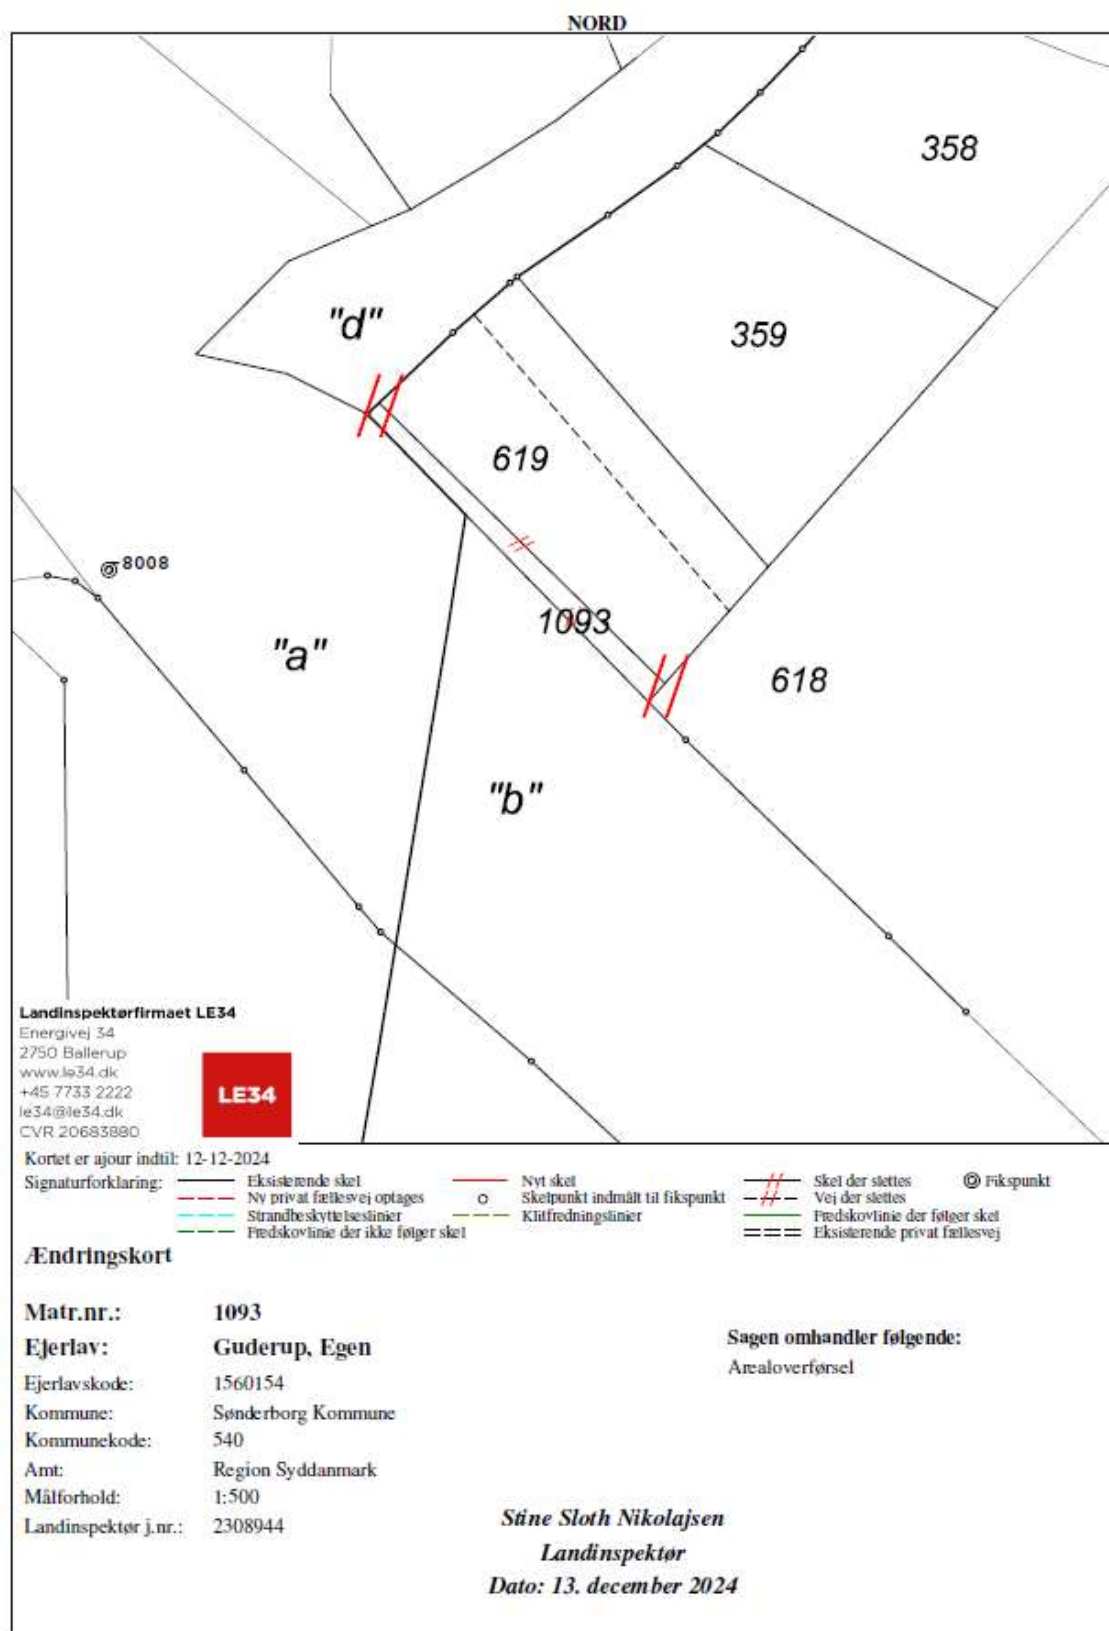 NORD
358
"d"
359
619
8008
1093
"a"
618
"b"
Landinspektørfirmaet LE34
Energivej 34
2750 Ballerup
www.le34.dk
+45 7733 2222
le34@le34.dk
CVR 20683880
LE34
Kortet er ajour indtil: 12-12-2024
Signaturforklaring:
Eksisterende skel
Nyt skel
Skel der slettes
Fikspunkt
Ny privat fællesvej optages
Skelpunkt indmålt til fikspunkt
Vej der slettes
Strandbeskyttelseslinier
Klitfredningslinier
Fredskovlinie der følger skel
Fredskovlinie der ikke følger skel
Eksisterende privat fællesvej
Ændringskort
Matr.nr.: 1093
Ejerlav: Guderup, Egen
Ejerlavskode: 1560154
Kommune: Sønderborg Kommune
Kommunekode: 540
Amt: Region Syddanmark
Målforhold: 1:500
Landinspektør j.nr.: 2308944
Sagen omhandler følgende:
Arealoverførsel
Stine Sloth Nikolajsen
Landinspektør
Dato: 13. december 2024